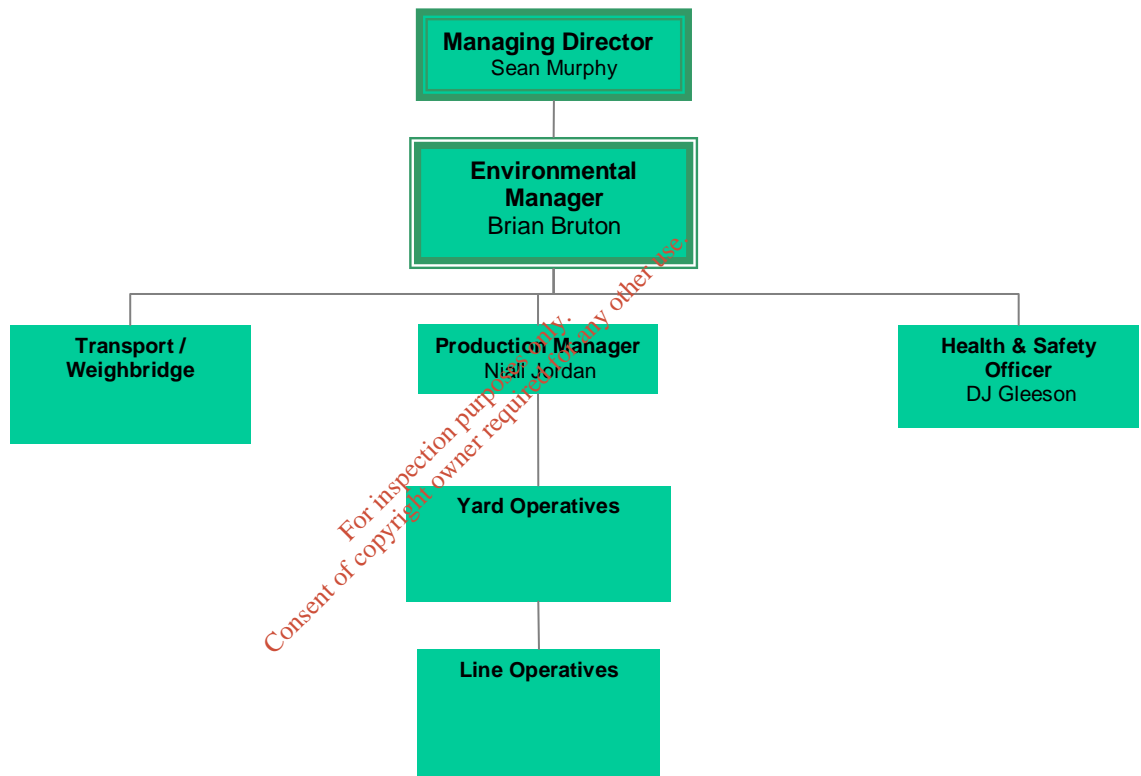 Managing Director
Sean Murphy
Environmental
Manager
Brian Bruton
Transport /
Weighbridge
Production Manager
Niall Jordan
Health & Safety
Officer
DJ Gleeson
Yard Operatives
Line Operatives
For inspection purposes only.
Consent of copyright owner required for any other use.